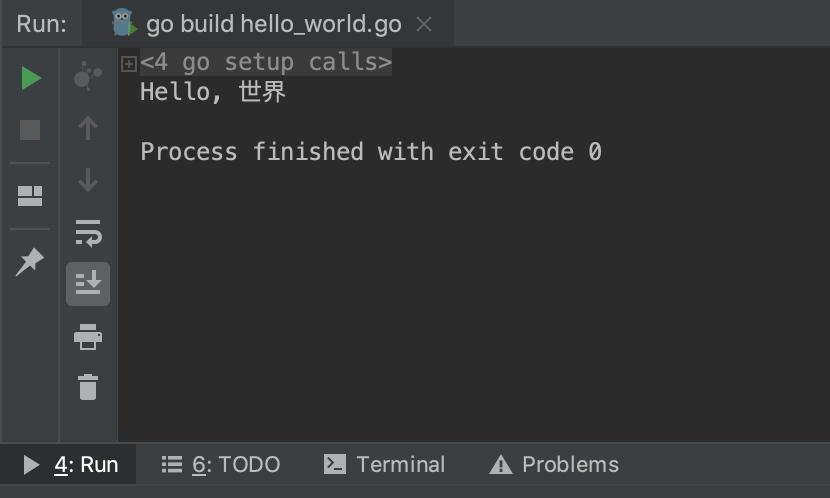 Run: go build hello_world.go
<4 go setup calls>
Hello, 世界
Process finished with exit code 0
4: Run 6: TODO Terminal Problems